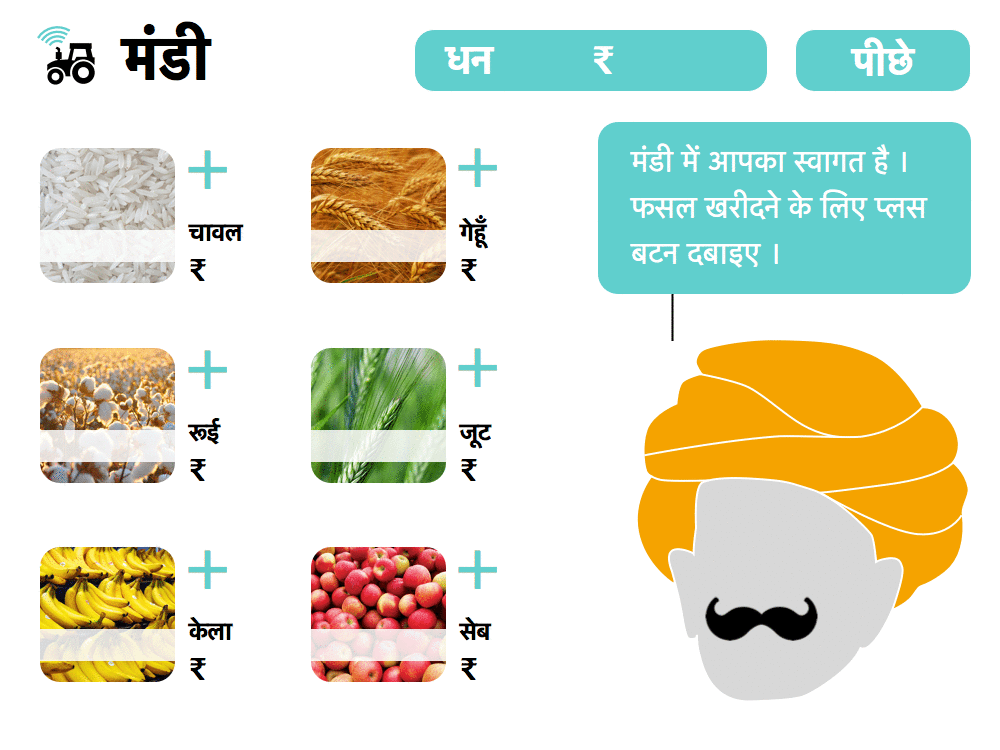 मंडी
धन ₹
पीछे
मंडी में आपका स्वागत है ।
फसल खरीदने के लिए प्लस
बटन दबाइए ।
चावल
₹
गेहूँ
₹
रूई
₹
जूट
₹
केला
₹
सेब
₹